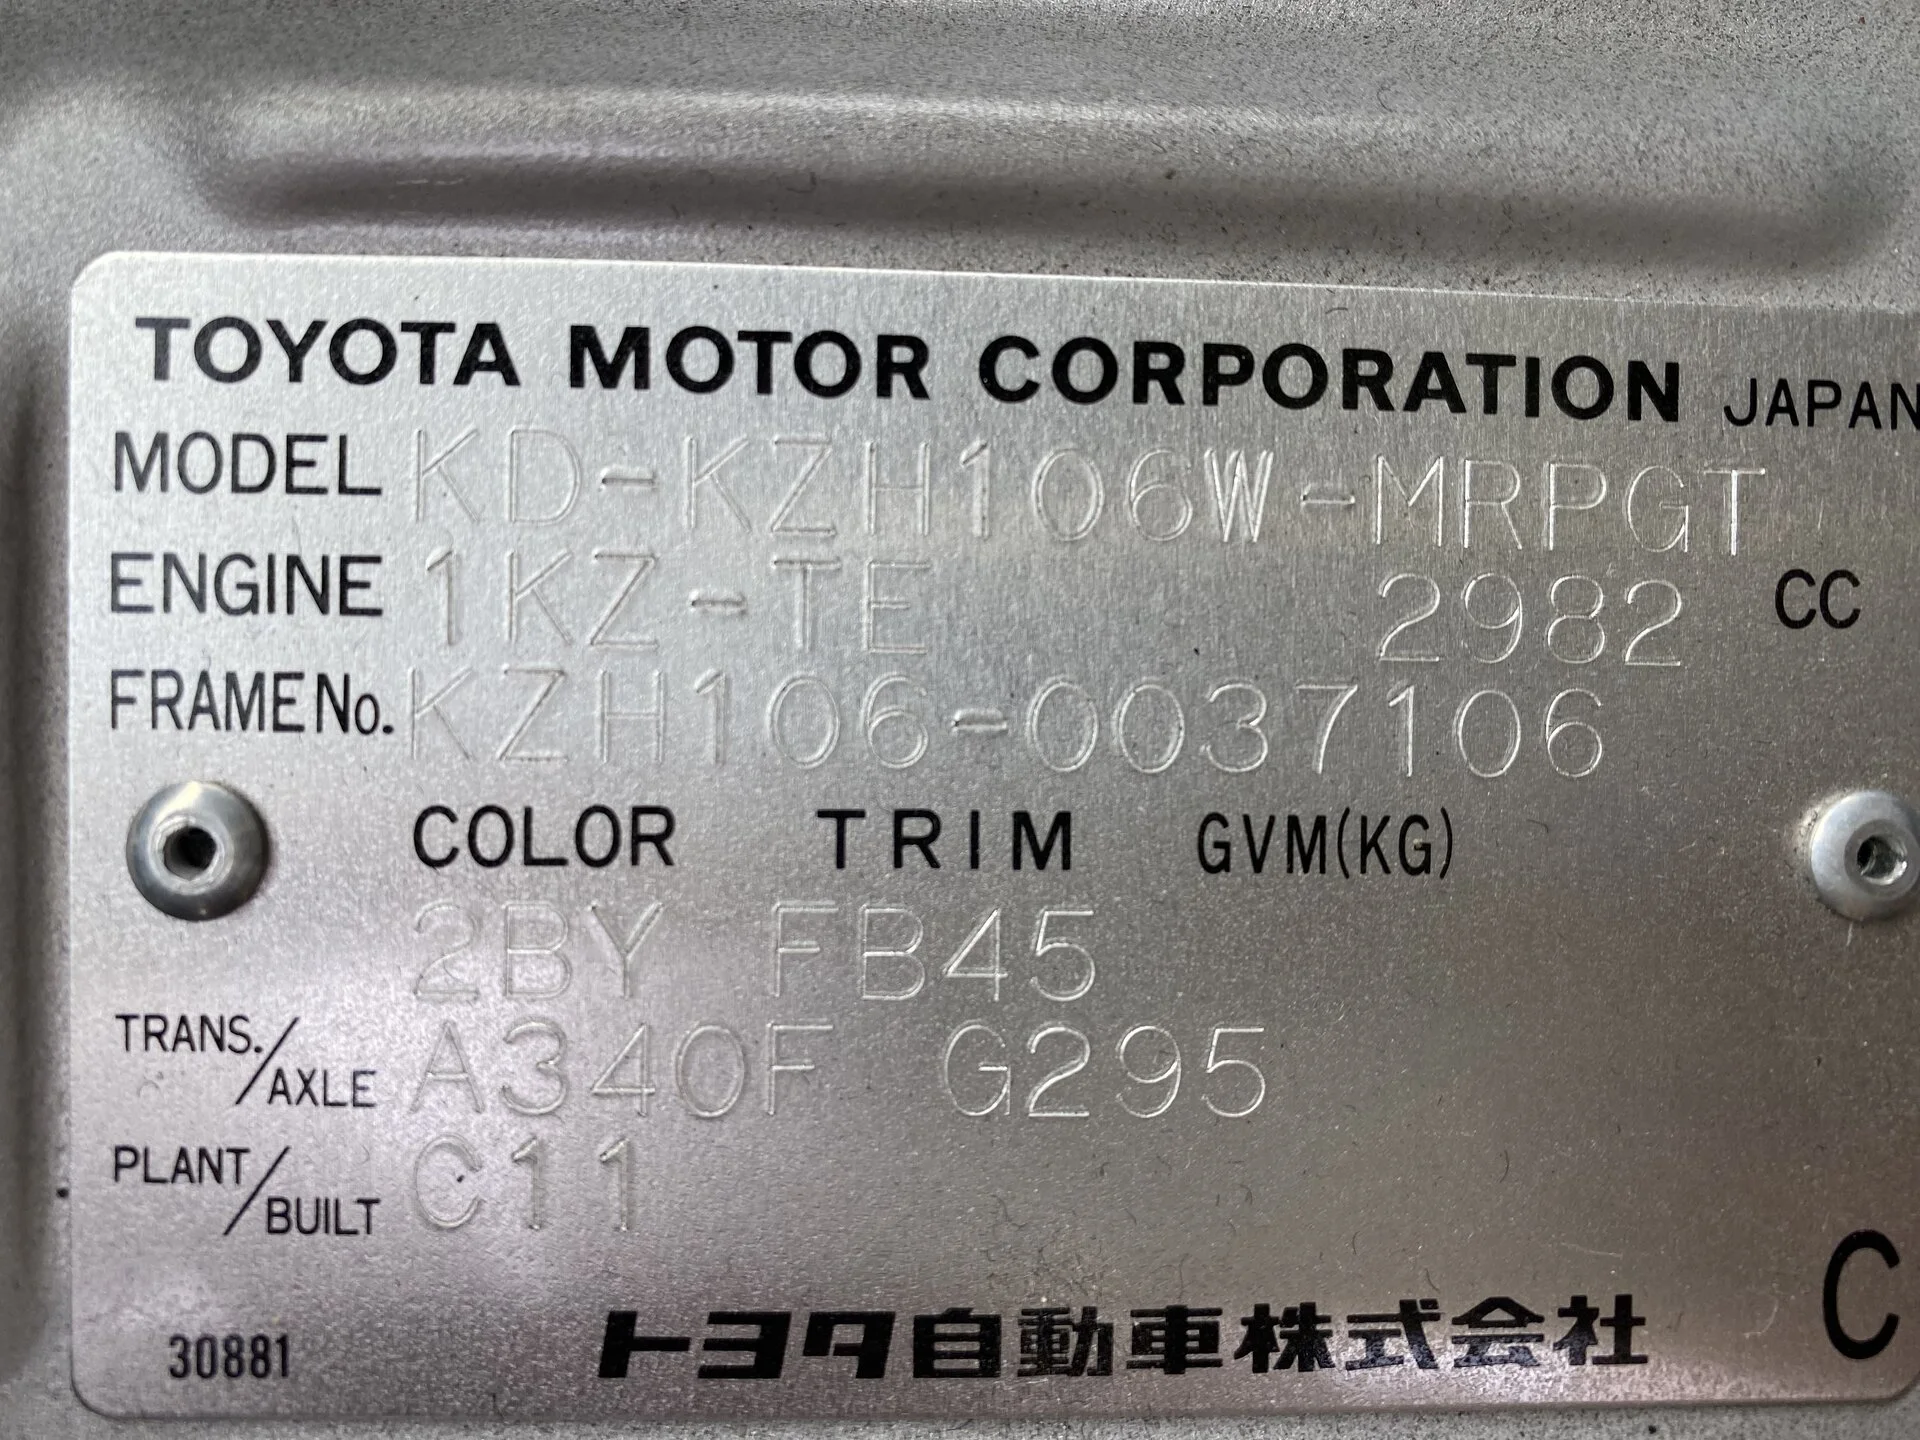 TOYOTA MOTOR CORPORATION JAPAN
MODEL KD-KZH106W-MRPGT
ENGINE 1KZ-TE 2982 CC
FRAME No. KZH106-0037106
COLOR TRIM GVM(KG)
2BY FB45
TRANS./AXLE A340F G295
PLANT/BUILT C11
30881 トヨタ自動車株式会社 C